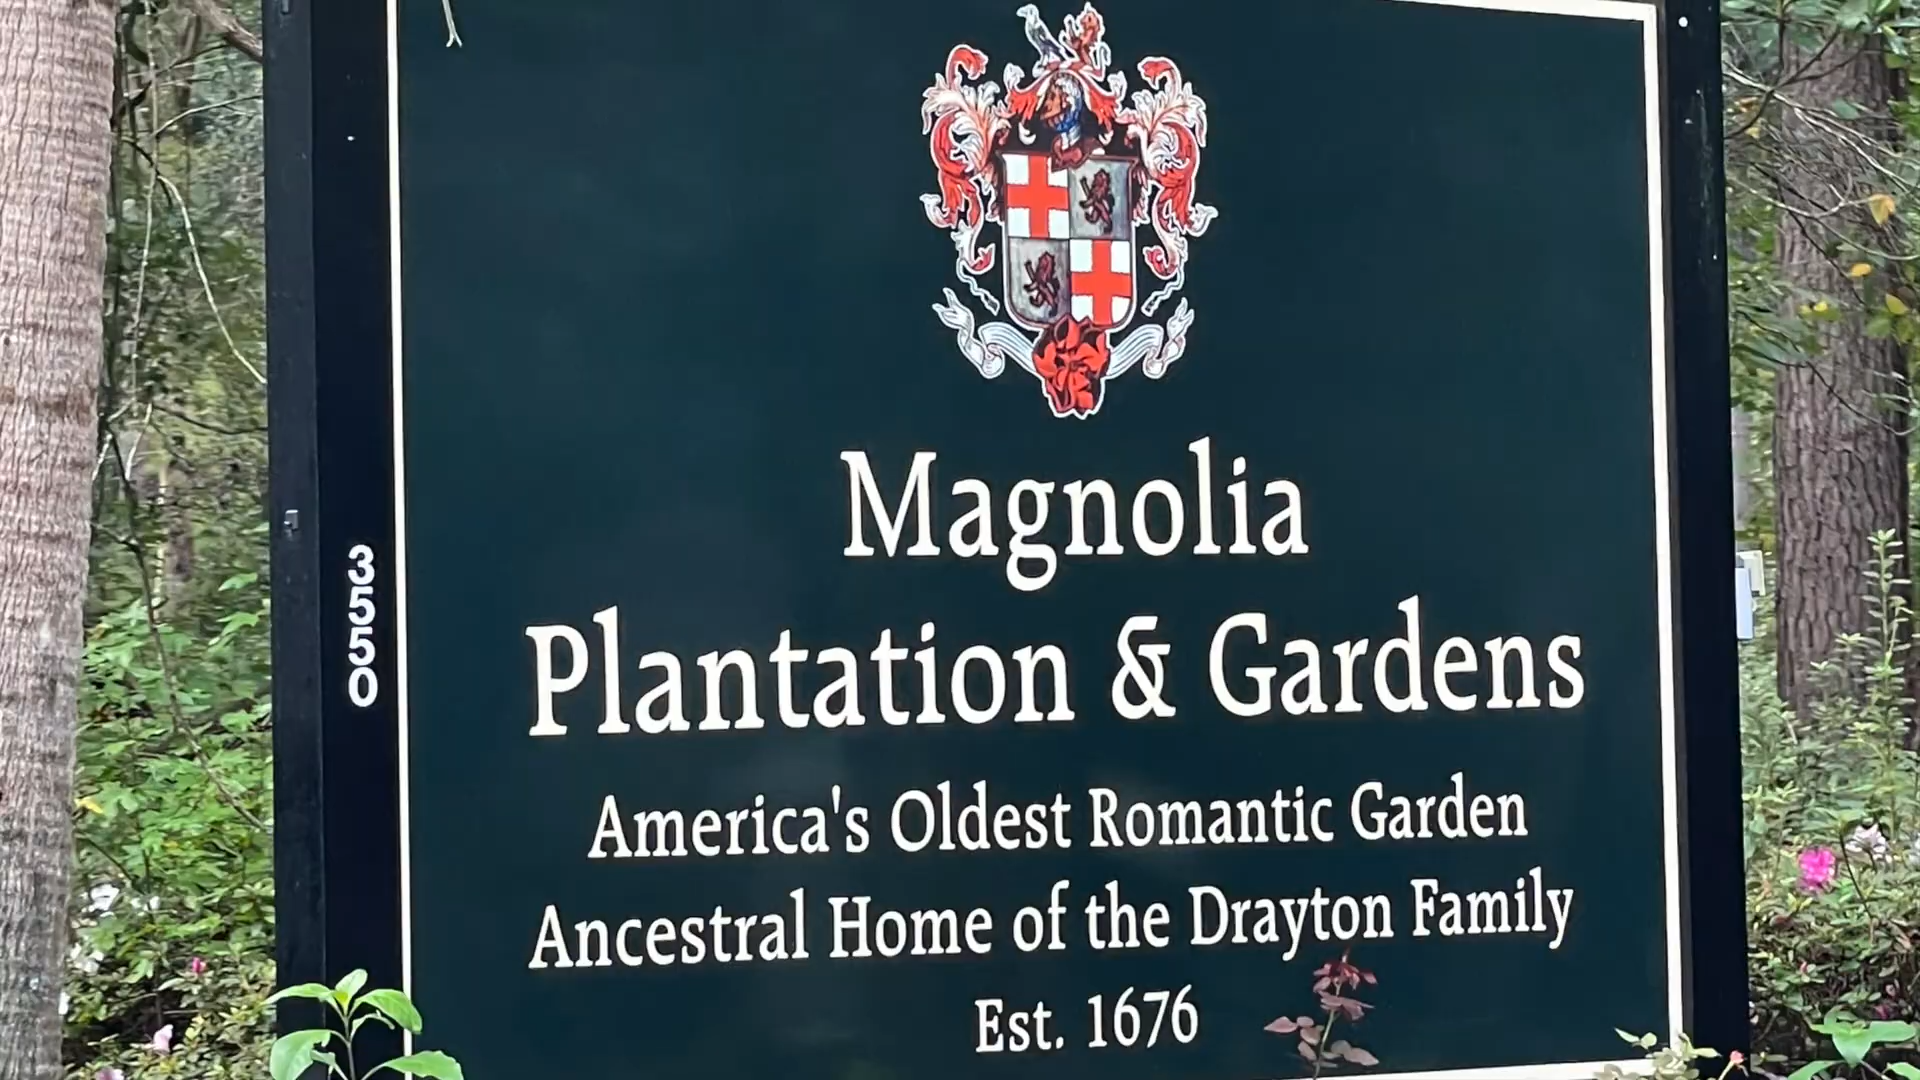 Magnolia
Plantation & Gardens
America's Oldest Romantic Garden
Ancestral Home of the Drayton Family
Est. 1676
3550